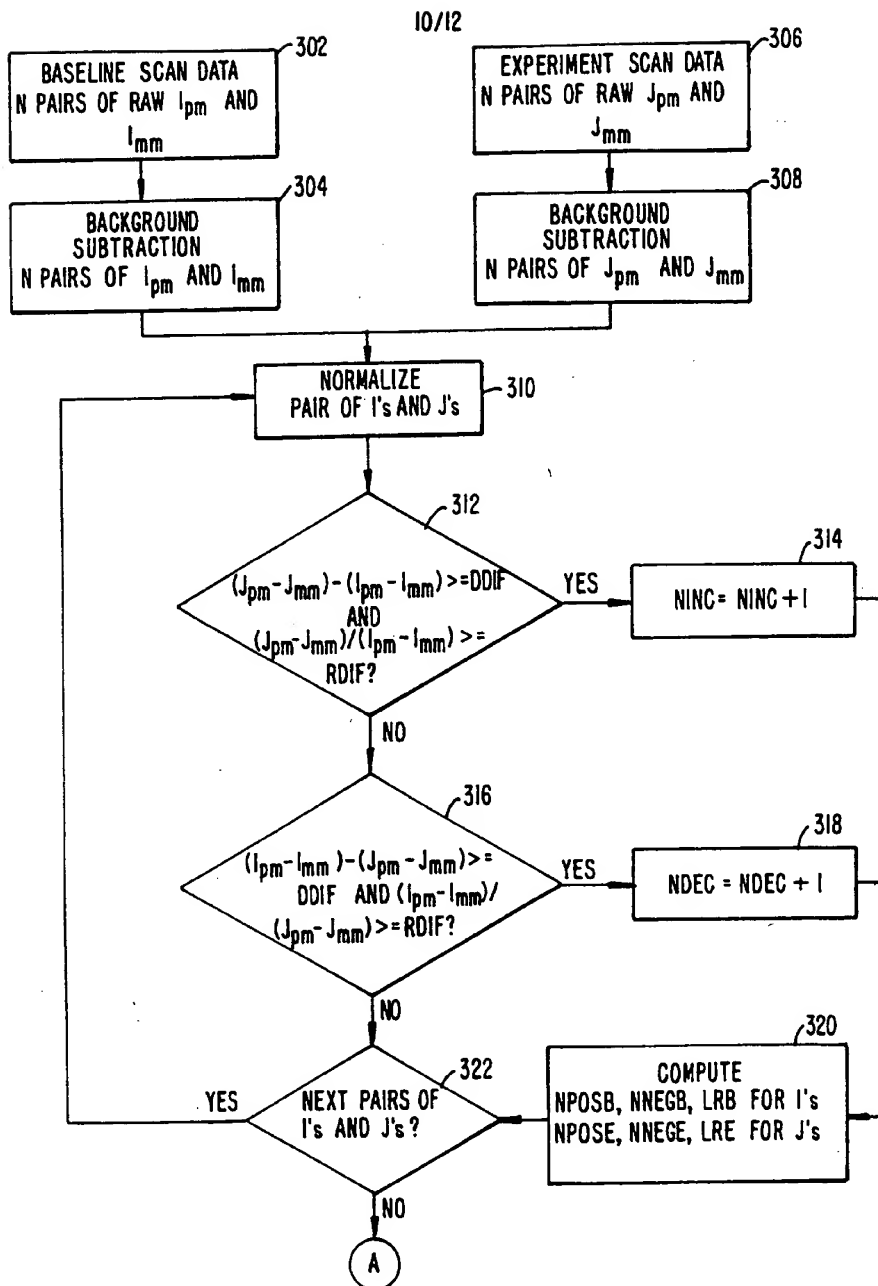 10/12
302
BASELINE SCAN DATA
N PAIRS OF RAW Ipm AND
Imm
306
EXPERIMENT SCAN DATA
N PAIRS OF RAW Jpm AND
Jmm
304
BACKGROUND
SUBTRACTION
N PAIRS OF Ipm AND Imm
308
BACKGROUND
SUBTRACTION
N PAIRS OF Jpm AND Jmm
NORMALIZE
PAIR OF I's AND J's
310
312
(Jpm-Jmm)-(Ipm-Imm) >=DDIF
AND
(Jpm-Jmm)/(Ipm-Imm) >=
RDIF?
YES
314
NINC= NINC + I
NO
316
(Ipm-Imm)-(Jpm-Jmm)>=
DDIF AND (Ipm-Imm)/
(Jpm-Jmm) >=RDIF?
YES
318
NDEC = NDEC + I
NO
322
YES
NEXT PAIRS OF
I's AND J's ?
320
COMPUTE
NPOSB, NNEGB, LRB FOR I's
NPOSE, NNEGE, LRE FOR J's
NO
A